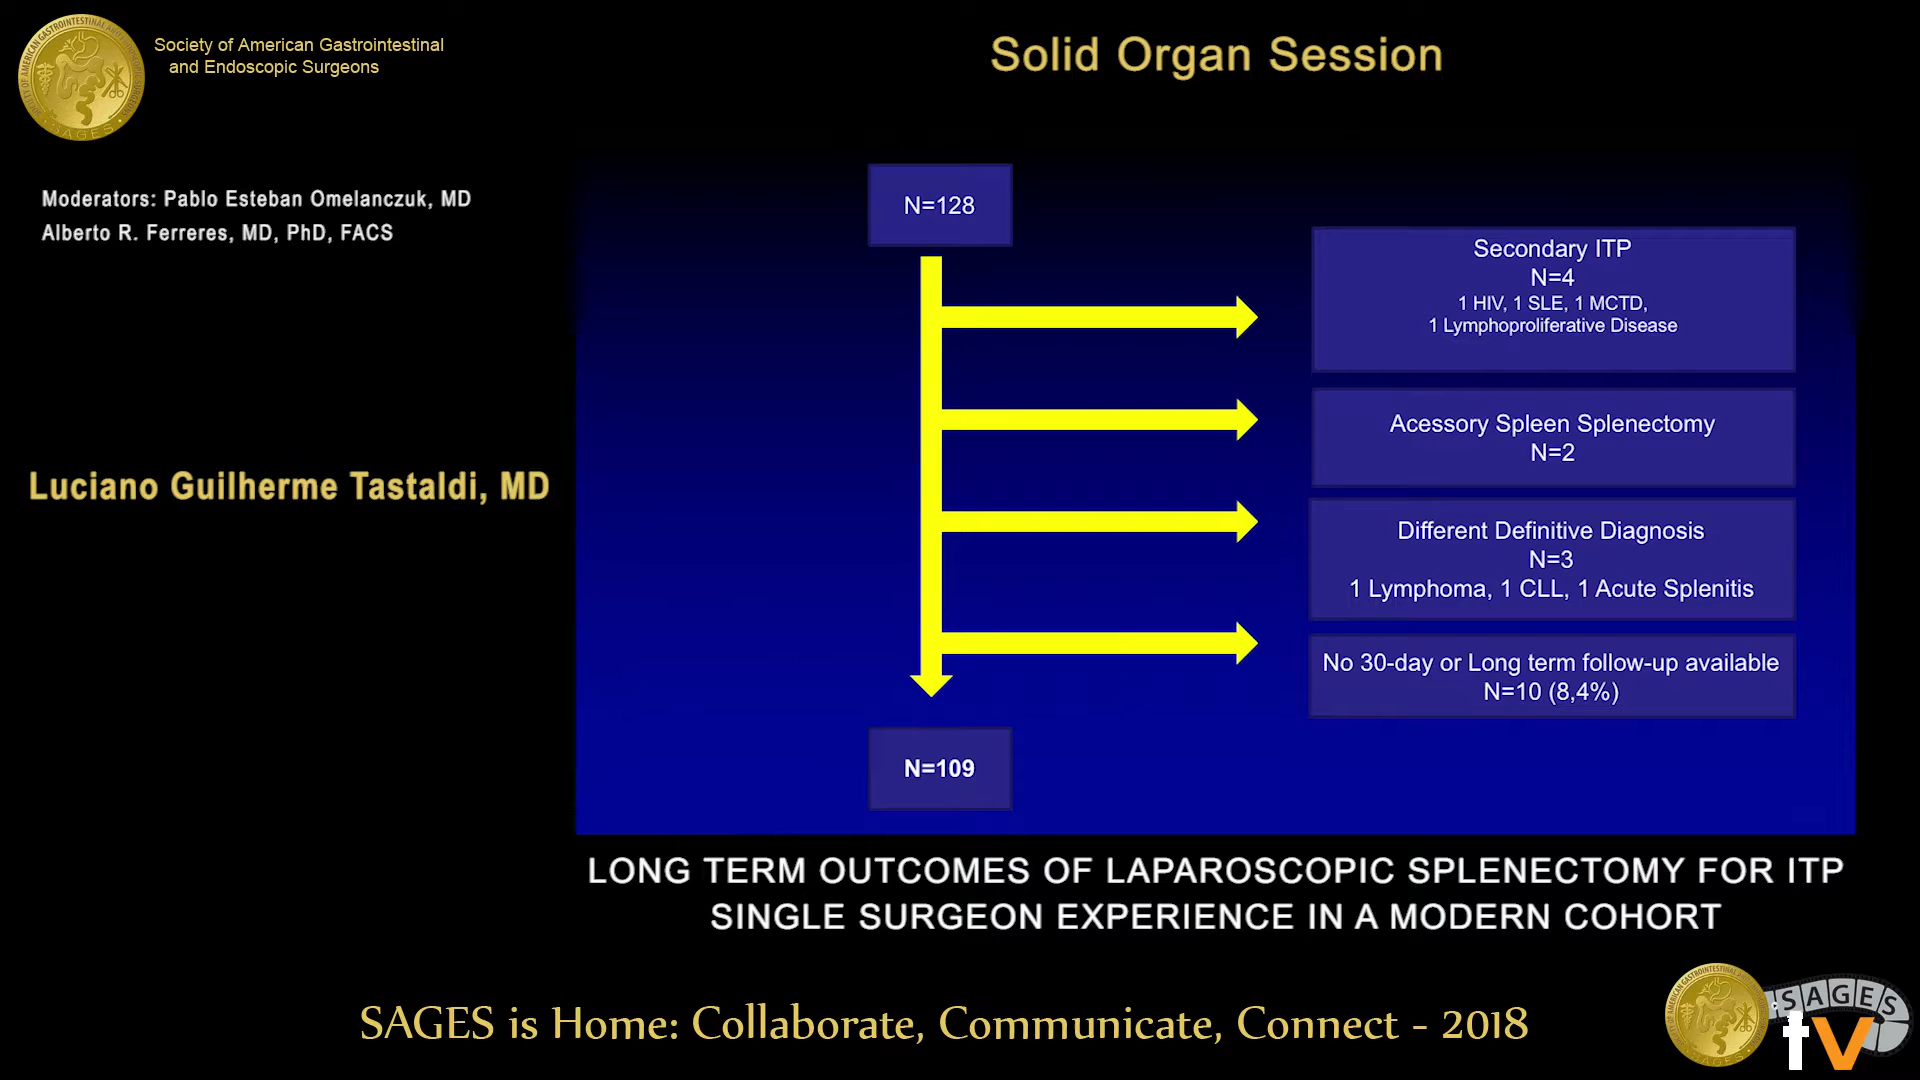 Society of American Gastrointestinal
and Endoscopic Surgeons
Solid Organ Session
Moderators: Pablo Esteban Omelanczuk, MD
Alberto R. Ferreres, MD, PhD, FACS
Luciano Guilherme Tastaldi, MD
N=128
Secondary ITP
N=4
1 HIV, 1 SLE, 1 MCTD,
1 Lymphoproliferative Disease
Acessory Spleen Splenectomy
N=2
Different Definitive Diagnosis
N=3
1 Lymphoma, 1 CLL, 1 Acute Splenitis
No 30-day or Long term follow-up available
N=10 (8,4%)
N=109
LONG TERM OUTCOMES OF LAPAROSCOPIC SPLENECTOMY FOR ITP
SINGLE SURGEON EXPERIENCE IN A MODERN COHORT
SAGES is Home: Collaborate, Communicate, Connect - 2018
SAGES
tv